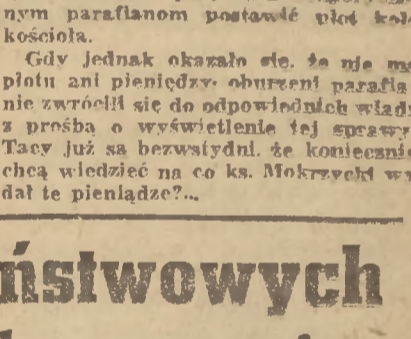 nym parafianom postawić płot koło
kościoła.
Gdy jednak okazało się, że nie ma
płotu ani pieniędzy, oburzeni parafia
nie zwrócili się do odpowiednich władz
z prośbą o wyświetlenie tej sprawy
Tacy już są bezwstydni, że koniecznie
chcą wiedzieć na co ks. Mokrzycki wy
dał te pieniądze?...
ństwowych